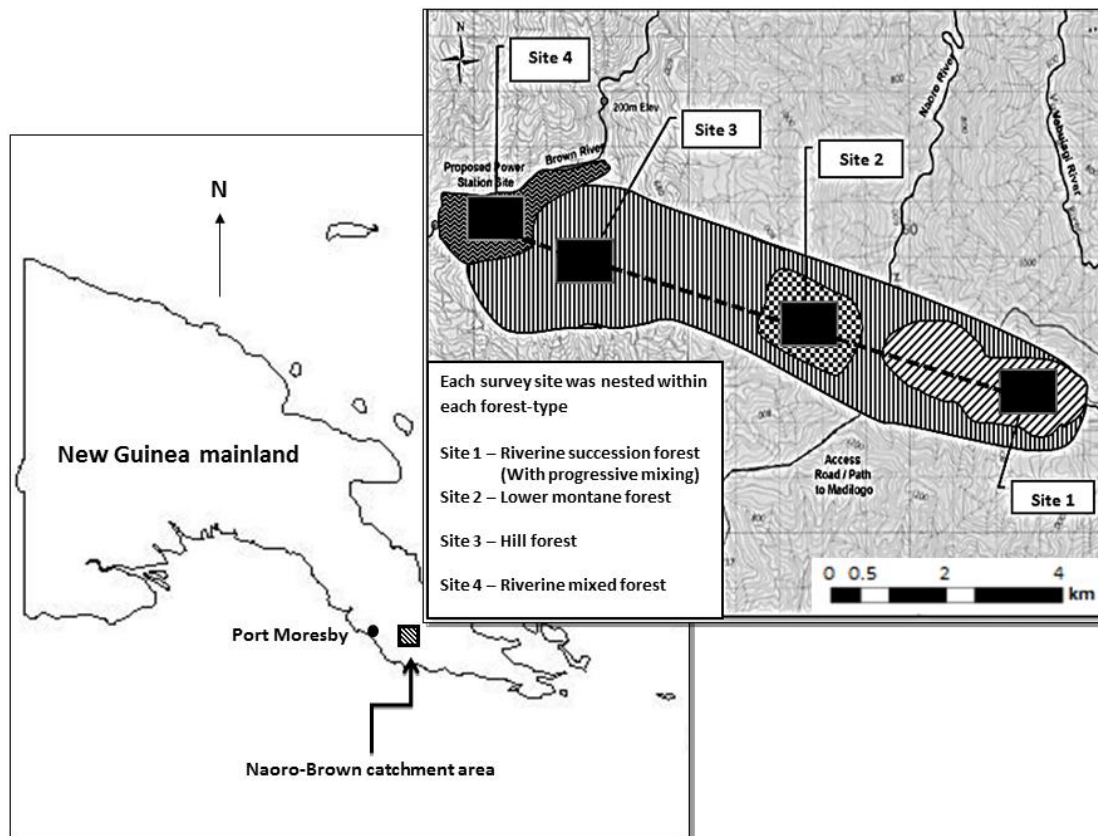 N
Site 4
200m Elev
Site 3
Naoro River
Vabulagi River
Brown River
Proposed Power
Station Site
Site 2
Each survey site was nested within
each forest-type
Site 1 – Riverine succession forest
(With progressive mixing)
Site 2 – Lower montane forest
Site 3 – Hill forest
Site 4 – Riverine mixed forest
Access
Road / Path
to Madilogo
Site 1
0 0.5 2 4
km
N
New Guinea mainland
Port Moresby
Naoro-Brown catchment area